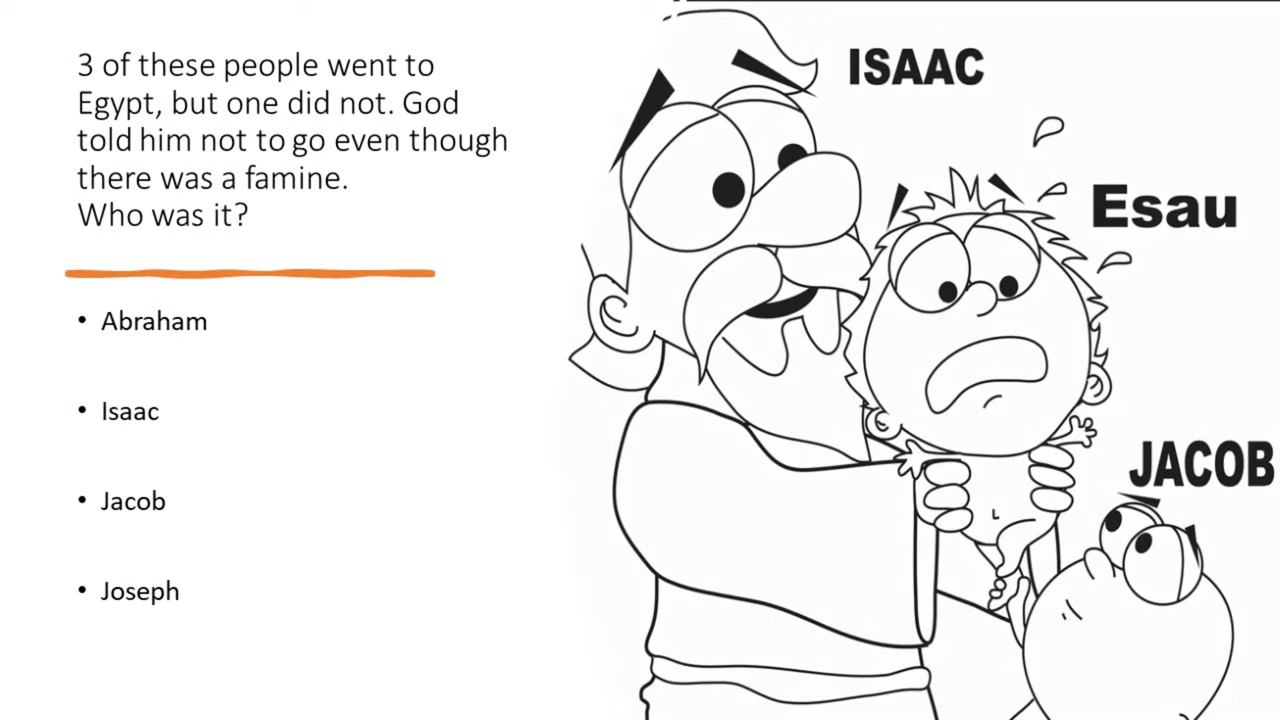 3 of these people went to
Egypt, but one did not. God
told him not to go even though
there was a famine.
Who was it?
• Abraham
• Isaac
• Jacob
• Joseph
ISAAC
Esau
JACOB